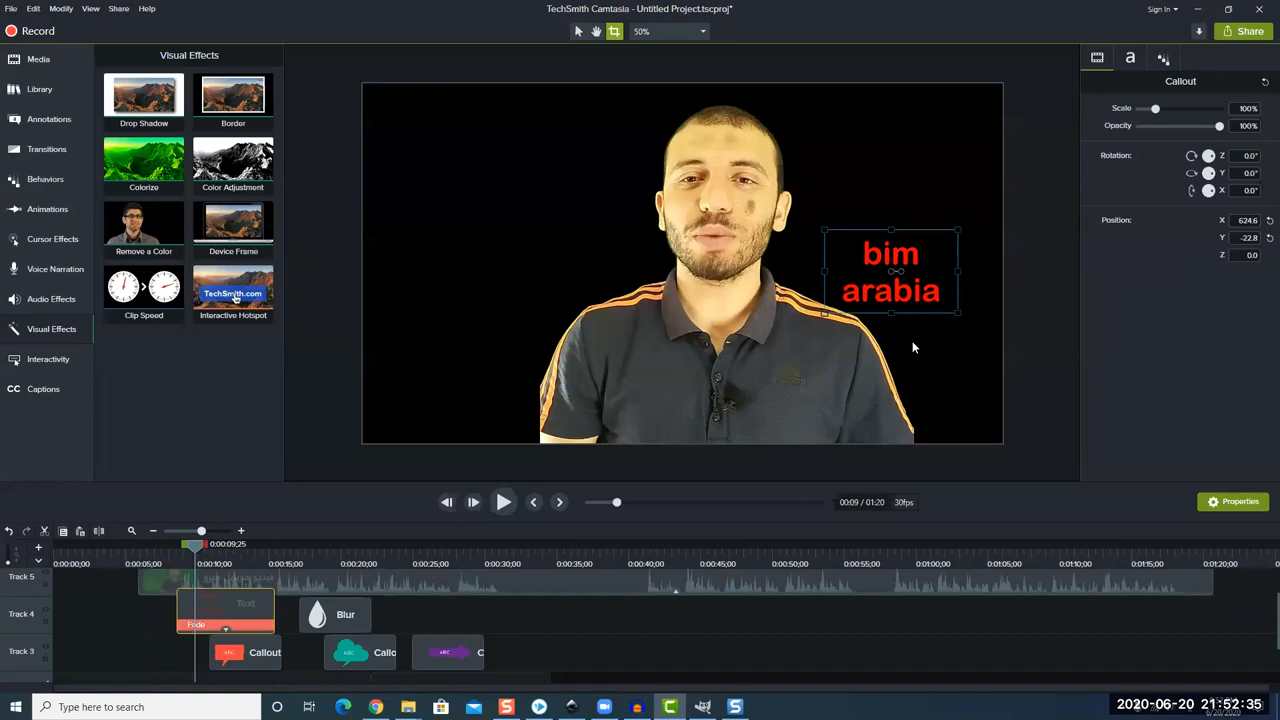 File Edit Modify View Share Help
TechSmith Camtasia - Untitled Project.tscproj*
Sign In
Record
50%
Share
Media
Library
Annotations
Transitions
Behaviors
Animations
Cursor Effects
Voice Narration
Audio Effects
Visual Effects
Interactivity
CC Captions
Visual Effects
Drop Shadow
Border
Colorize
Color Adjustment
Remove a Color
Device Frame
Clip Speed
TechSmith.com
Interactive Hotspot
bim
arabia
a
Callout
Scale 100%
Opacity 100%
Rotation: Z 0.0°
Y 0.0°
X 0.0°
Position: X 624.6
Y -22.8
Z 0.0
00:09 / 01:20 30fps
Properties
0:00:09;25
0:00:00;00 0:00:05;00 0:00:10;00 0:00:15;00 0:00:20;00 0:00:25;00 0:00:30;00 0:00:35;00 0:00:40;00 0:00:45;00 0:00:50;00 0:00:55;00 0:01:00;00 0:01:05;00 0:01:10;00 0:01:15;00 0:01:20;00
Track 5
Track 4
Text
Fade
Blur
Track 3
ABC Callout
ABC Callo
ABC C
Type here to search
2020-06-20 21:52:35